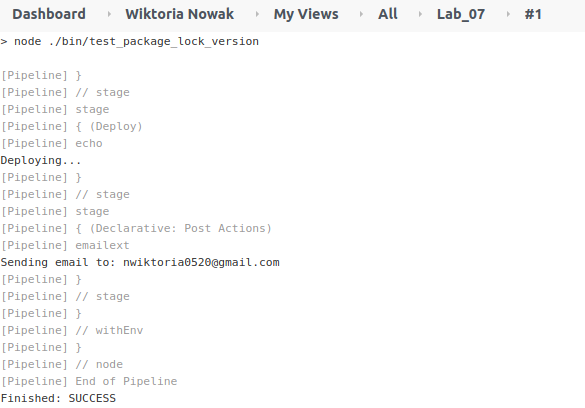 Dashboard Wiktoria Nowak My Views All Lab_07 #1
> node ./bin/test_package_lock_version
[Pipeline] }
[Pipeline] // stage
[Pipeline] stage
[Pipeline] { (Deploy)
[Pipeline] echo
Deploying...
[Pipeline] }
[Pipeline] // stage
[Pipeline] stage
[Pipeline] { (Declarative: Post Actions)
[Pipeline] emailext
Sending email to: nwiktoria0520@gmail.com
[Pipeline] }
[Pipeline] // stage
[Pipeline] }
[Pipeline] // withEnv
[Pipeline] }
[Pipeline] // node
[Pipeline] End of Pipeline
Finished: SUCCESS